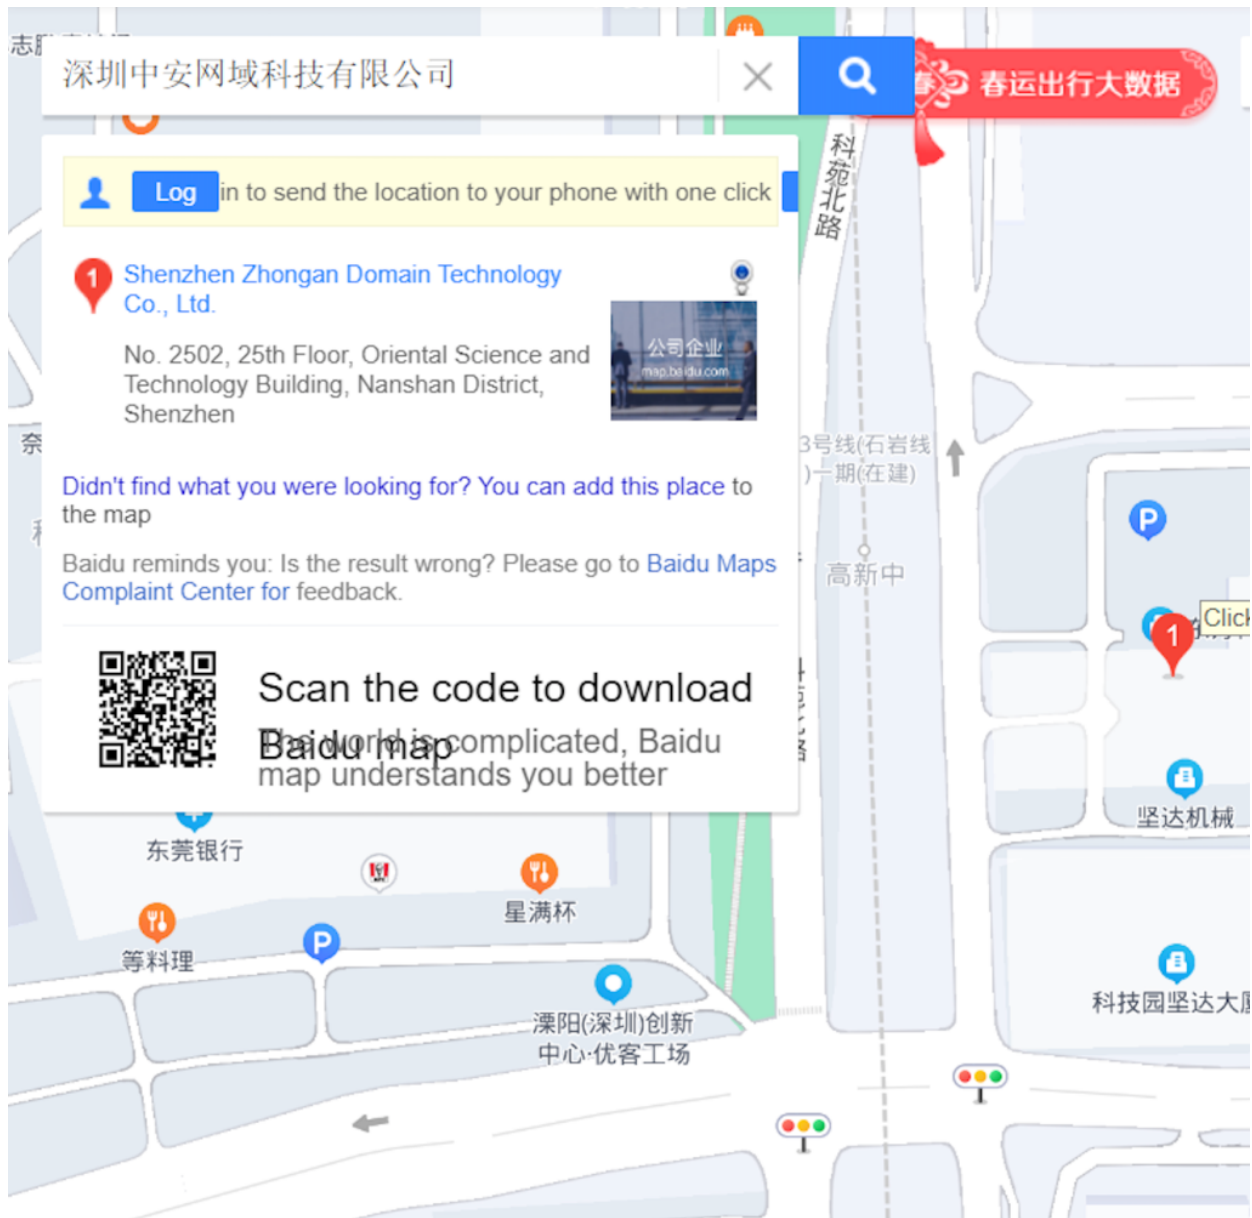 深圳中安网域科技有限公司
春运出行大数据
Log in to send the location to your phone with one click
1
Shenzhen Zhongan Domain Technology
Co., Ltd.
No. 2502, 25th Floor, Oriental Science and
Technology Building, Nanshan District,
Shenzhen
公司企业
map.baidu.com
Didn't find what you were looking for? You can add this place to
the map
Baidu reminds you: Is the result wrong? Please go to Baidu Maps
Complaint Center for feedback.
Scan the code to download
Baidu map
The world is complicated, Baidu
map understands you better
科苑北路
3号线(石岩线
)一期(在建)
P
高新中
Click
1
坚达机械
东莞银行
星满杯
等料理
P
科技园坚达大厦
溧阳(深圳)创新
中心·优客工场